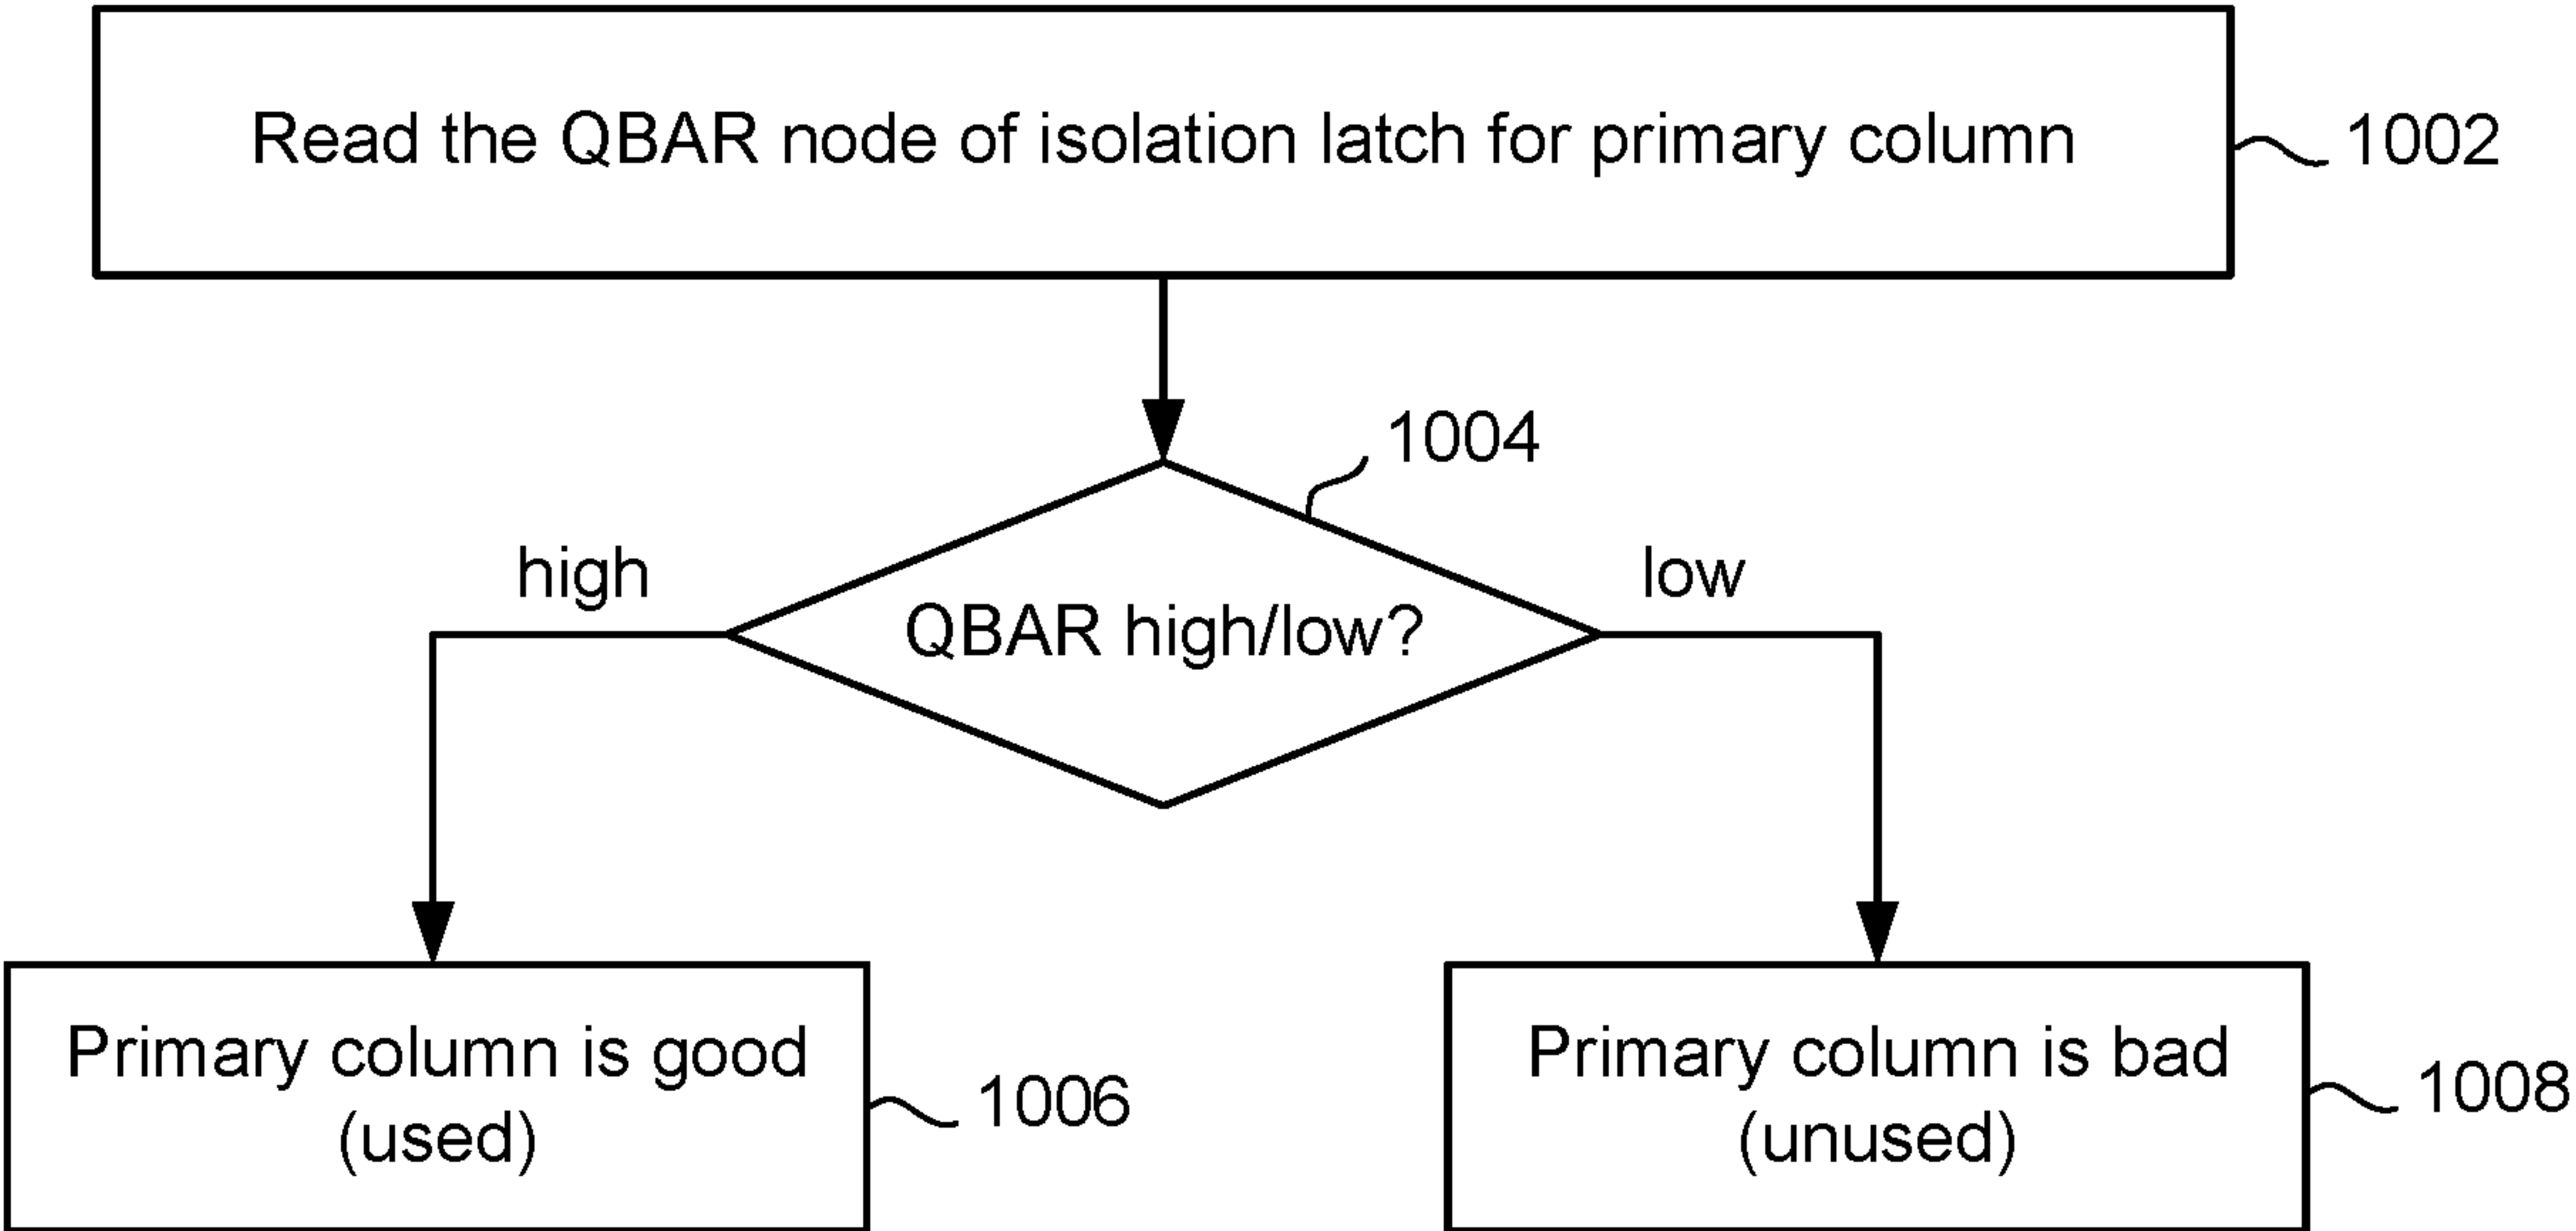 Read the QBAR node of isolation latch for primary column
1002
1004
high
low
QBAR high/low?
Primary column is good
(used)
1006
Primary column is bad
(unused)
1008